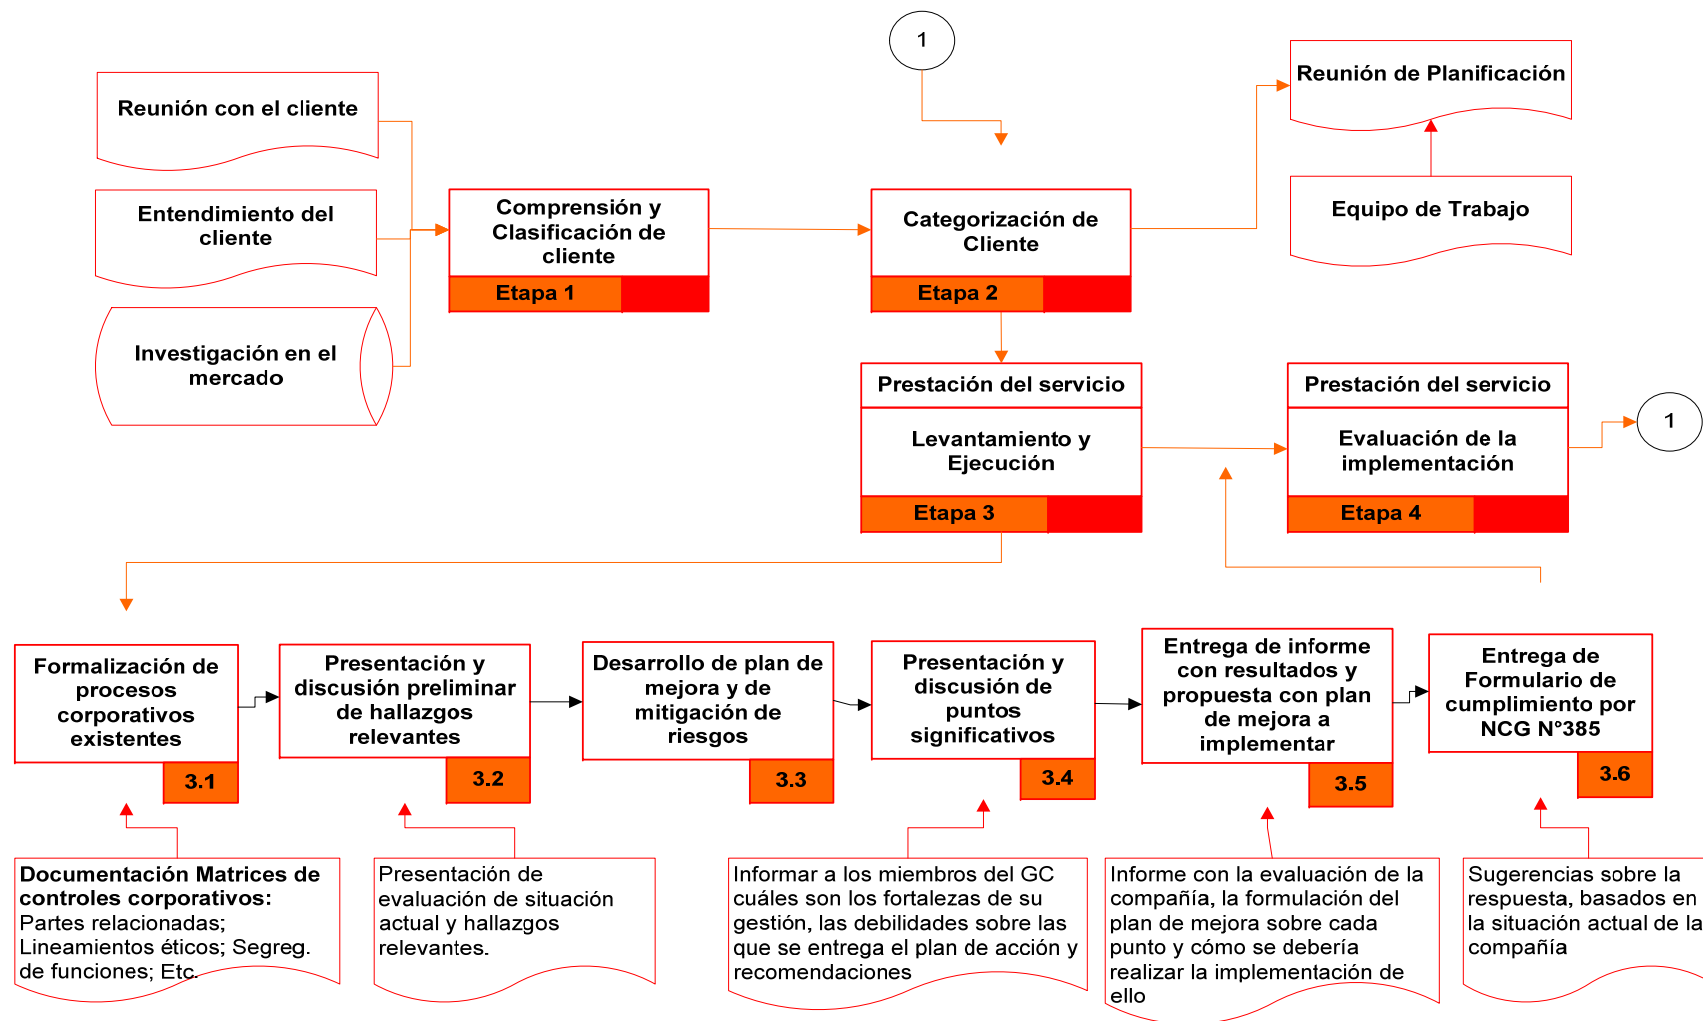 1
Reunión de Planificación
Reunión con el cliente
Entendimiento del
cliente
Comprensión y
Clasificación de
cliente
Etapa 1
Categorización de
Cliente
Etapa 2
Equipo de Trabajo
Investigación en el
mercado
Prestación del servicio
Levantamiento y
Ejecución
Etapa 3
Prestación del servicio
Evaluación de la
implementación
Etapa 4
1
Formalización de
procesos
corporativos
existentes
3.1
Presentación y
discusión preliminar
de hallazgos
relevantes
3.2
Desarrollo de plan de
mejora y de
mitigación de
riesgos
3.3
Presentación y
discusión de
puntos
significativos
3.4
Entrega de informe
con resultados y
propuesta con plan
de mejora a
implementar
3.5
Entrega de
Formulario de
cumplimiento por
NCG N°385
3.6
Documentación Matrices de
controles corporativos:
Partes relacionadas;
Lineamientos éticos; Segreg.
de funciones; Etc.
Presentación de
evaluación de situación
actual y hallazgos
relevantes.
Informar a los miembros del GC
cuáles son los fortalezas de su
gestión, las debilidades sobre las
que se entrega el plan de acción y
recomendaciones
Informe con la evaluación de la
compañía, la formulación del
plan de mejora sobre cada
punto y cómo se debería
realizar la implementación de
ello
Sugerencias sobre la
respuesta, basados en
la situación actual de la
compañía